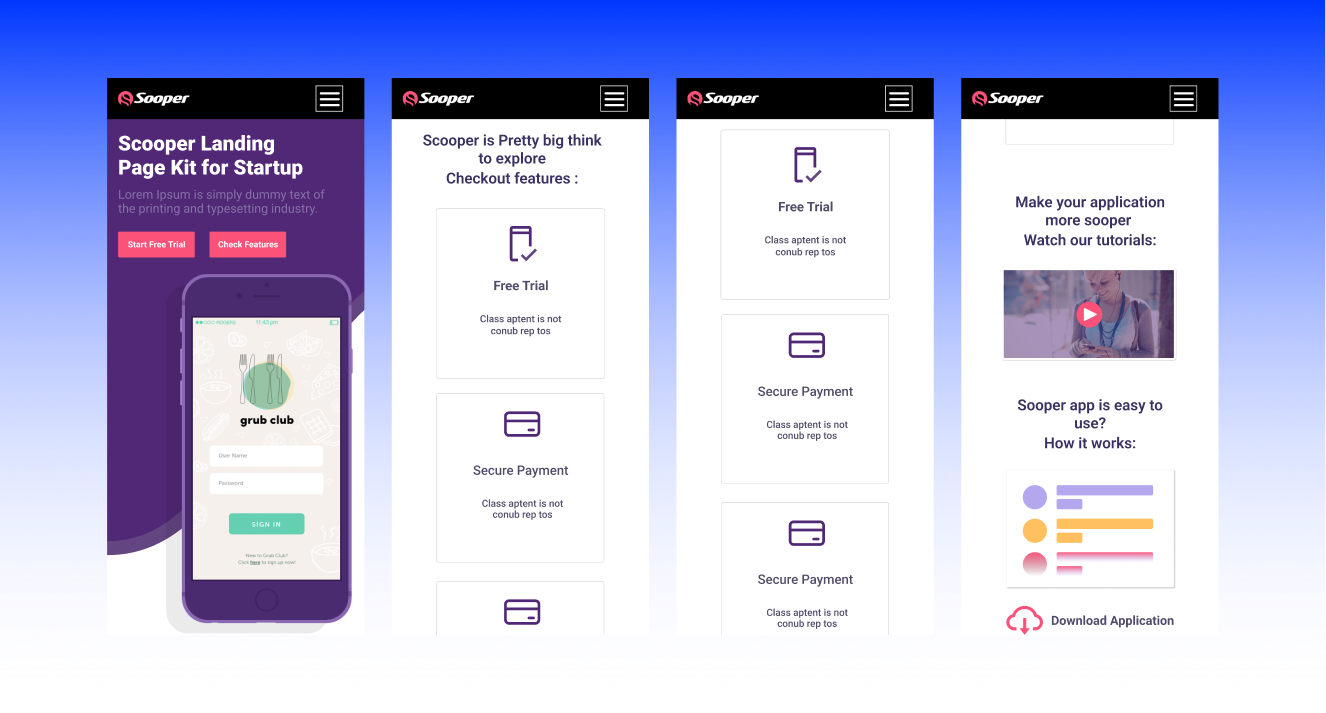 Sooper
Scooper Landing
Page Kit for Startup
Lorem Ipsum is simply dummy text of
the printing and typesetting industry.
Start Free Trial
Check Features
ROGERS
11:43 pm
grub club
User Name
Password
SIGN IN
New to Grub Club?
Click here to sign up now!
Sooper
Scooper is Pretty big think
to explore
Checkout features :
Free Trial
Class aptent is not
conub rep tos
Secure Payment
Class aptent is not
conub rep tos
Sooper
Free Trial
Class aptent is not
conub rep tos
Secure Payment
Class aptent is not
conub rep tos
Secure Payment
Class aptent is not
conub rep tos
Sooper
Make your application
more sooper
Watch our tutorials:
Sooper app is easy to
use?
How it works:
Download Application